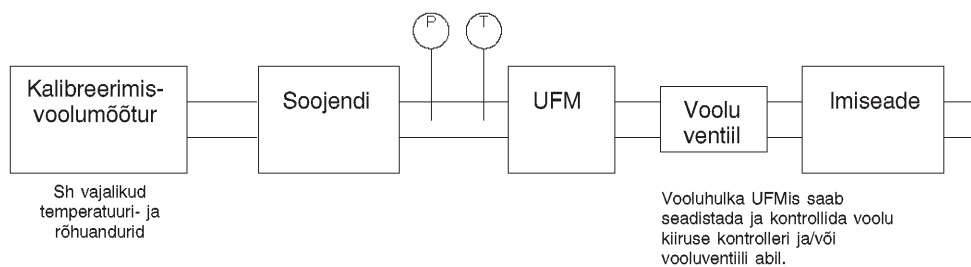 P T
Kalibreerimis-
voolumõõtur
Soojendi
UFM
Voolu
ventiil
Imiseade
Sh vajalikud
temperatuuri- ja
rõhuandurid
Vooluhulka UFMis saab
seadistada ja kontrollida voolu
kiiruse kontrolleri ja/või
vooluventiili abil.